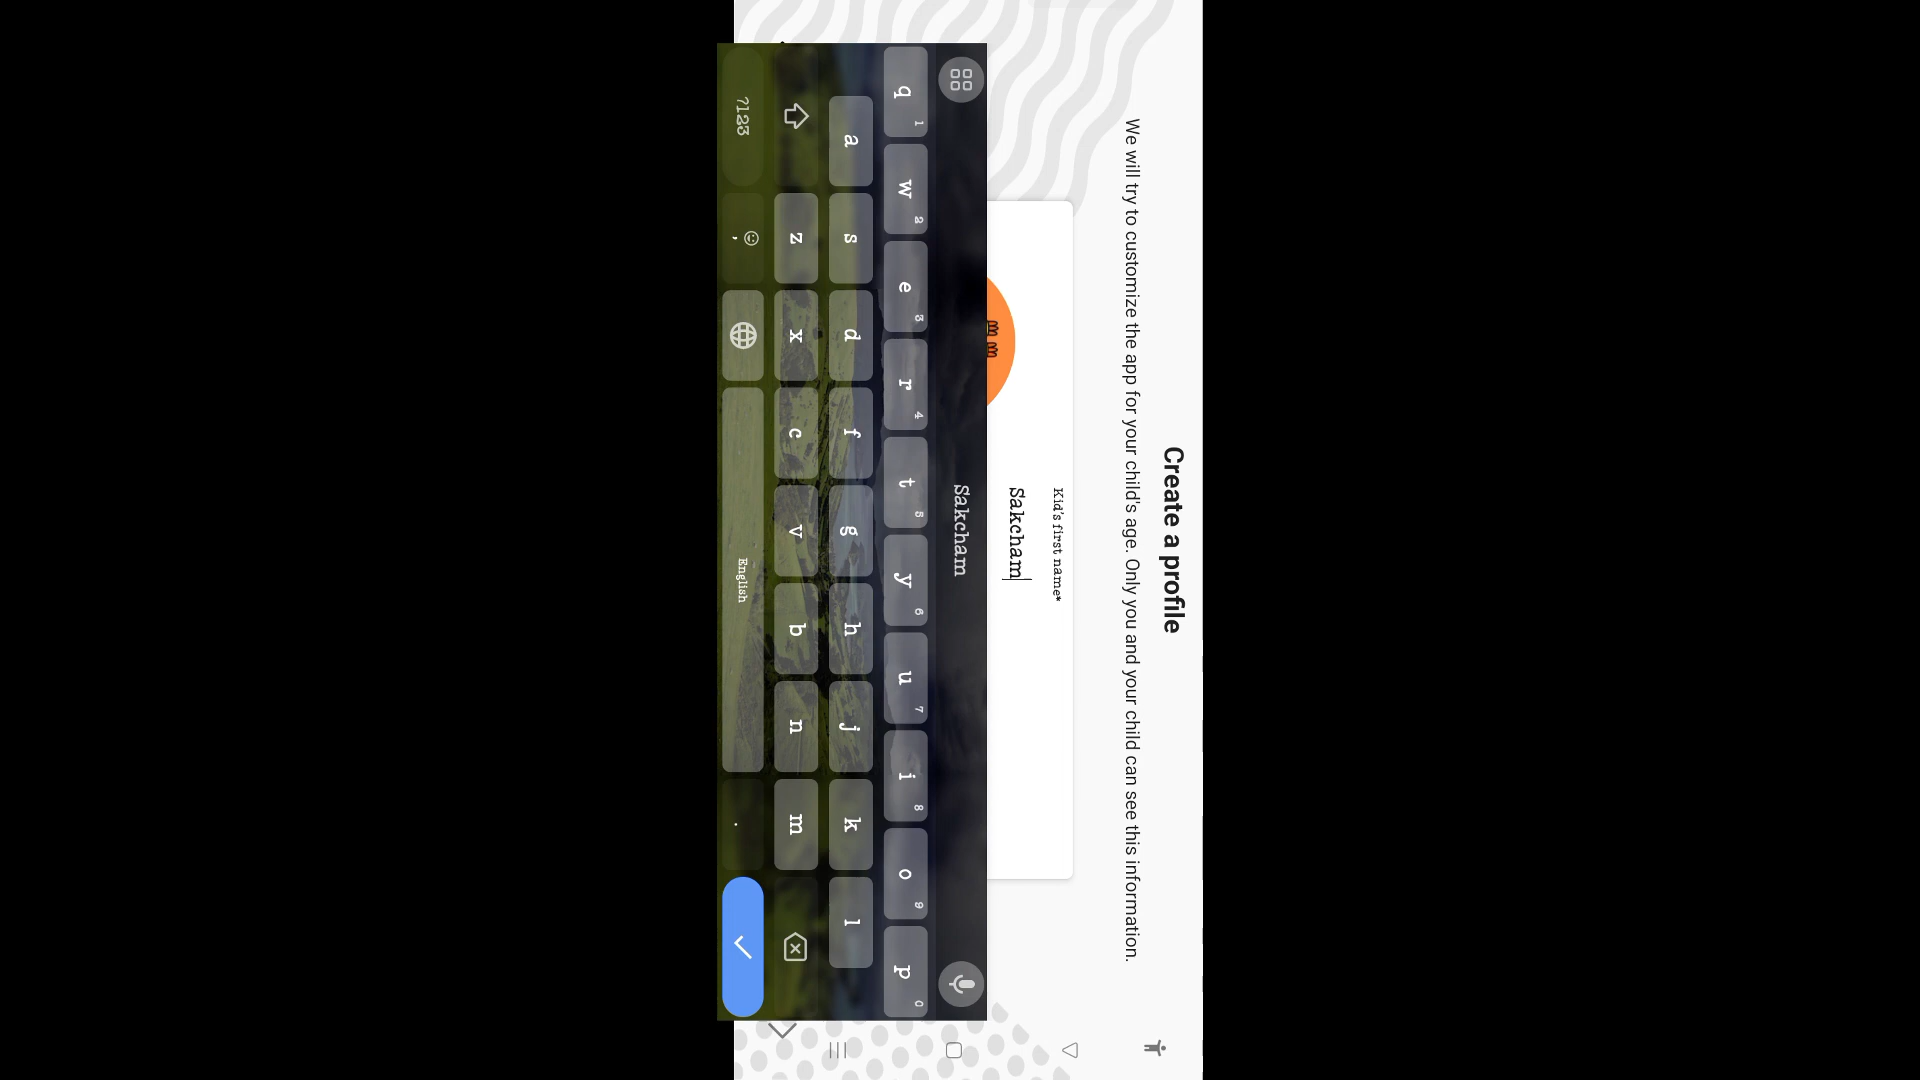 Create a profile
We will try to customize the app for your child's age. Only you and your child can see this information.
Kid's first name*
Sakcham
Sakcham
q 1 w 2 e 3 r 4 t 5 y 6 u 7 i 8 o 9 p 0
a s d f g h j k l
z x c v b n m
?123 , English .